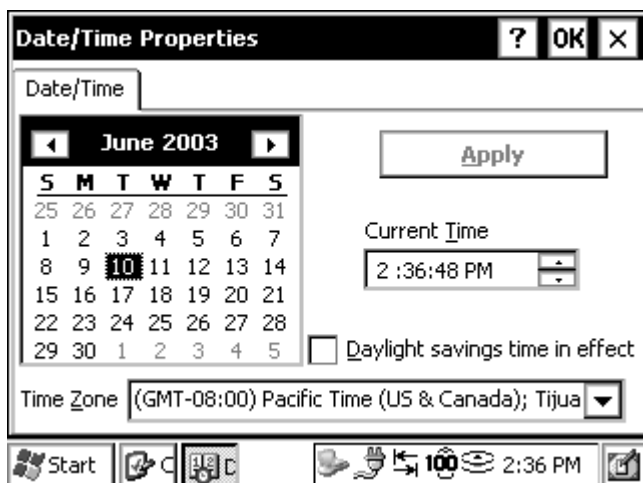 Date/Time Properties ? OK ×
Date/Time
June 2003
S M T W T F S
25 26 27 28 29 30 31
1 2 3 4 5 6 7
8 9 10 11 12 13 14
15 16 17 18 19 20 21
22 23 24 25 26 27 28
29 30 1 2 3 4 5
Apply
Current Time
2 :36:48 PM
Daylight savings time in effect
Time Zone (GMT-08:00) Pacific Time (US & Canada); Tijua
Start C D 100 2:36 PM